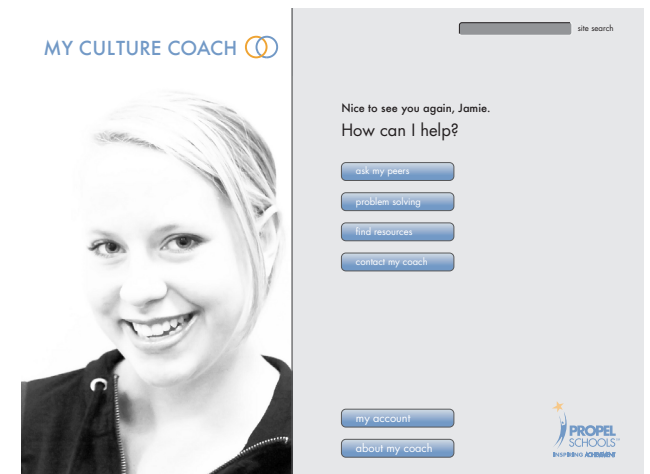 MY CULTURE COACH
site search
Nice to see you again, Jamie.
How can I help?
ask my peers
problem solving
find resources
contact my coach
my account
about my coach
PROPEL
SCHOOLS
INSPIRING ACHIEVEMENT